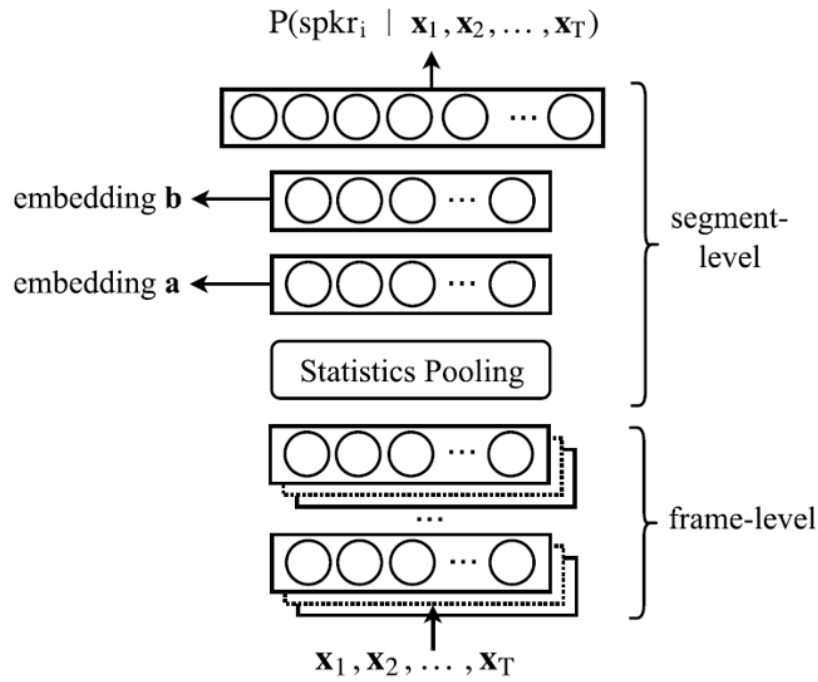 P(spkr_i | x_1, x_2, ..., x_T)
...
embedding b
...
segment-level
embedding a
...
Statistics Pooling
...
...
frame-level
...
x_1, x_2, ..., x_T